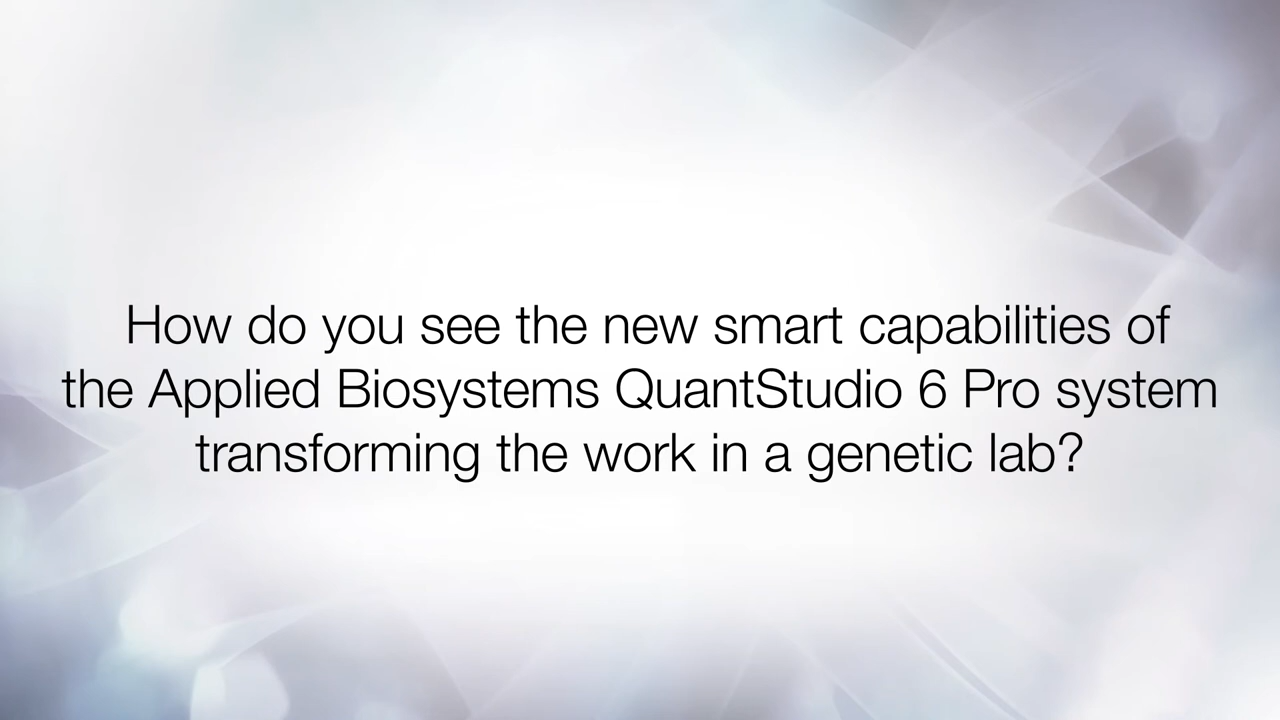 How do you see the new smart capabilities of
the Applied Biosystems QuantStudio 6 Pro system
transforming the work in a genetic lab?